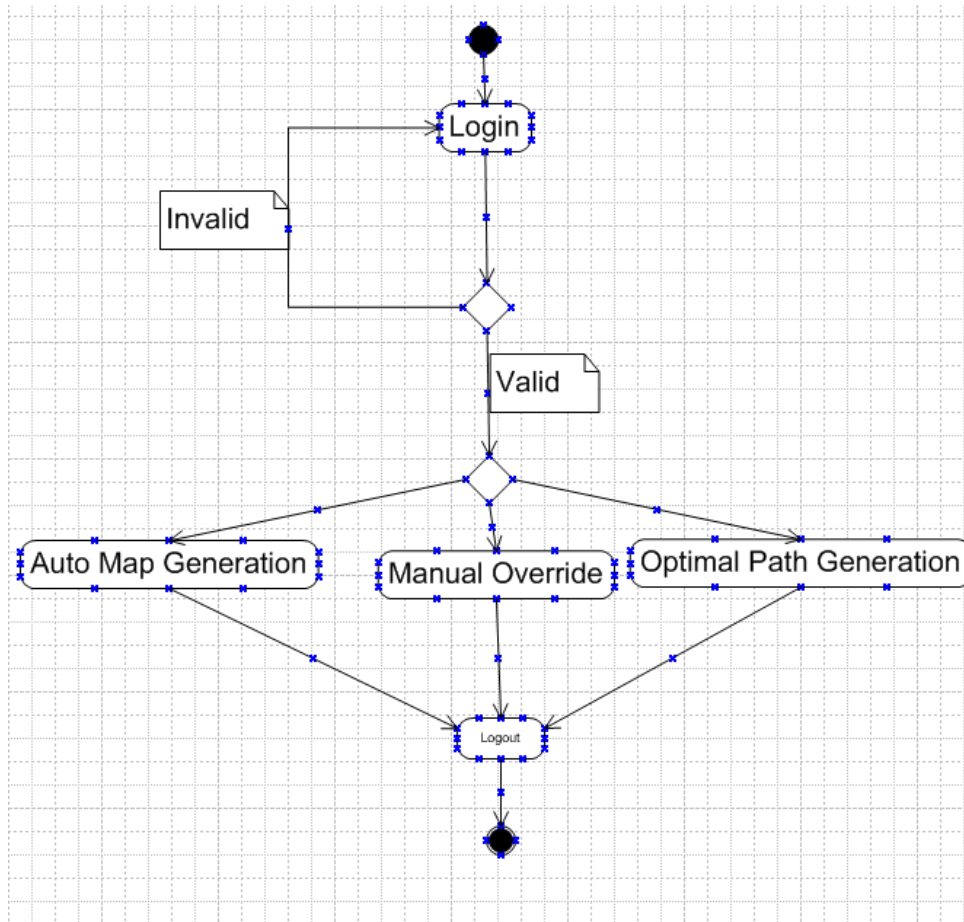 Login
Invalid
Valid
Auto Map Generation
Manual Override
Optimal Path Generation
Logout